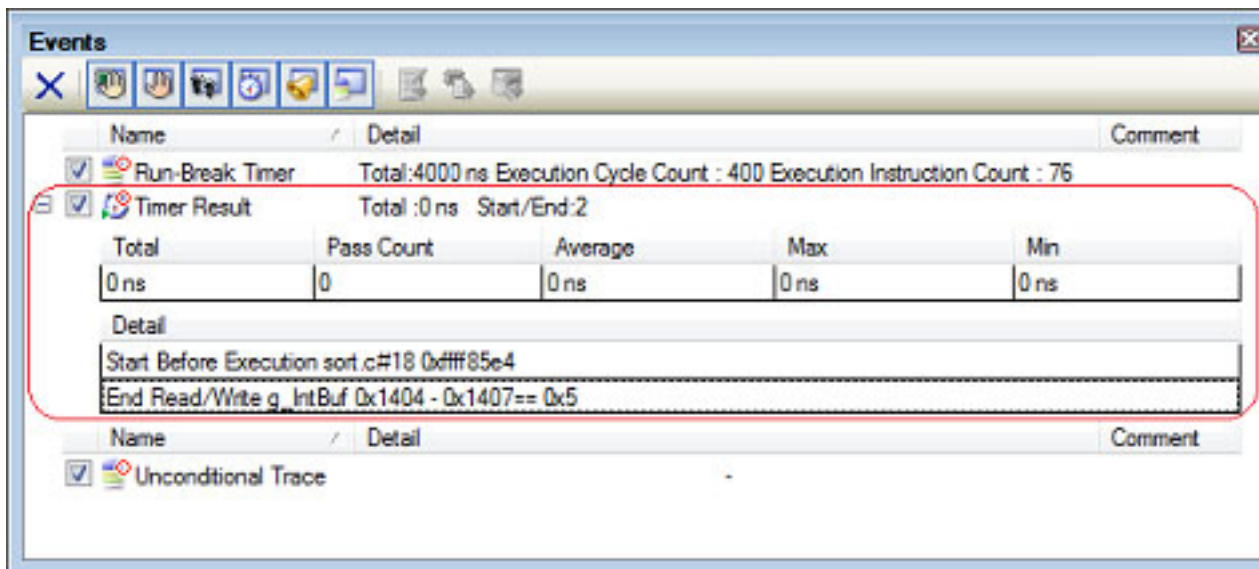 Events
Name Detail Comment
Run-Break Timer Total:4000 ns Execution Cycle Count : 400 Execution Instruction Count : 76
Timer Result Total :0 ns Start/End:2
Total Pass Count Average Max Min
0 ns 0 0 ns 0 ns 0 ns
Detail
Start Before Execution sort.c#18 0xffff85e4
End Read/Write g_IntBuf 0x1404 - 0x1407== 0x5
Name Detail Comment
Unconditional Trace -